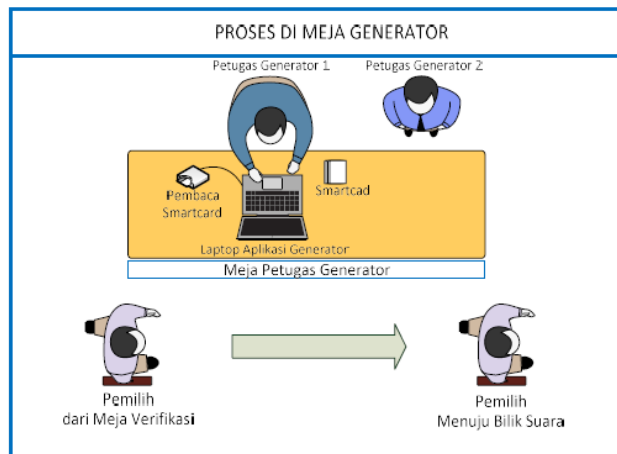 PROSES DI MEJA GENERATOR
Petugas Generator 1
Petugas Generator 2
Pembaca
Smartcard
Smartcad
Laptop Aplikasi Generator
Meja Petugas Generator
Pemilih
dari Meja Verifikasi
Pemilih
Menuju Bilik Suara